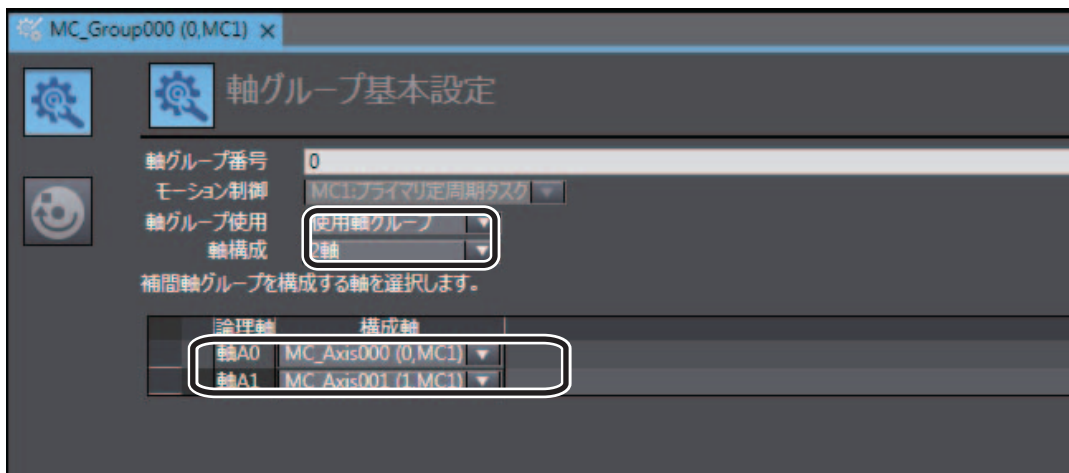 MC_Group000 (0,MC1) ×
軸グループ基本設定
軸グループ番号 0
モーション制御 MC1:プライマリ定周期タスク
軸グループ使用 使用軸グループ
軸構成 2軸
補間軸グループを構成する軸を選択します。
論理軸 構成軸
軸A0 MC_Axis000 (0,MC1)
軸A1 MC_Axis001 (1,MC1)